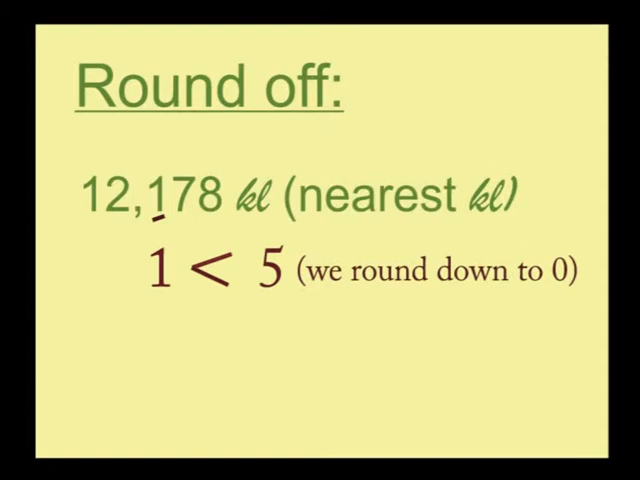 Round off:
12,178 kl (nearest kl)
1 < 5 (we round down to 0)